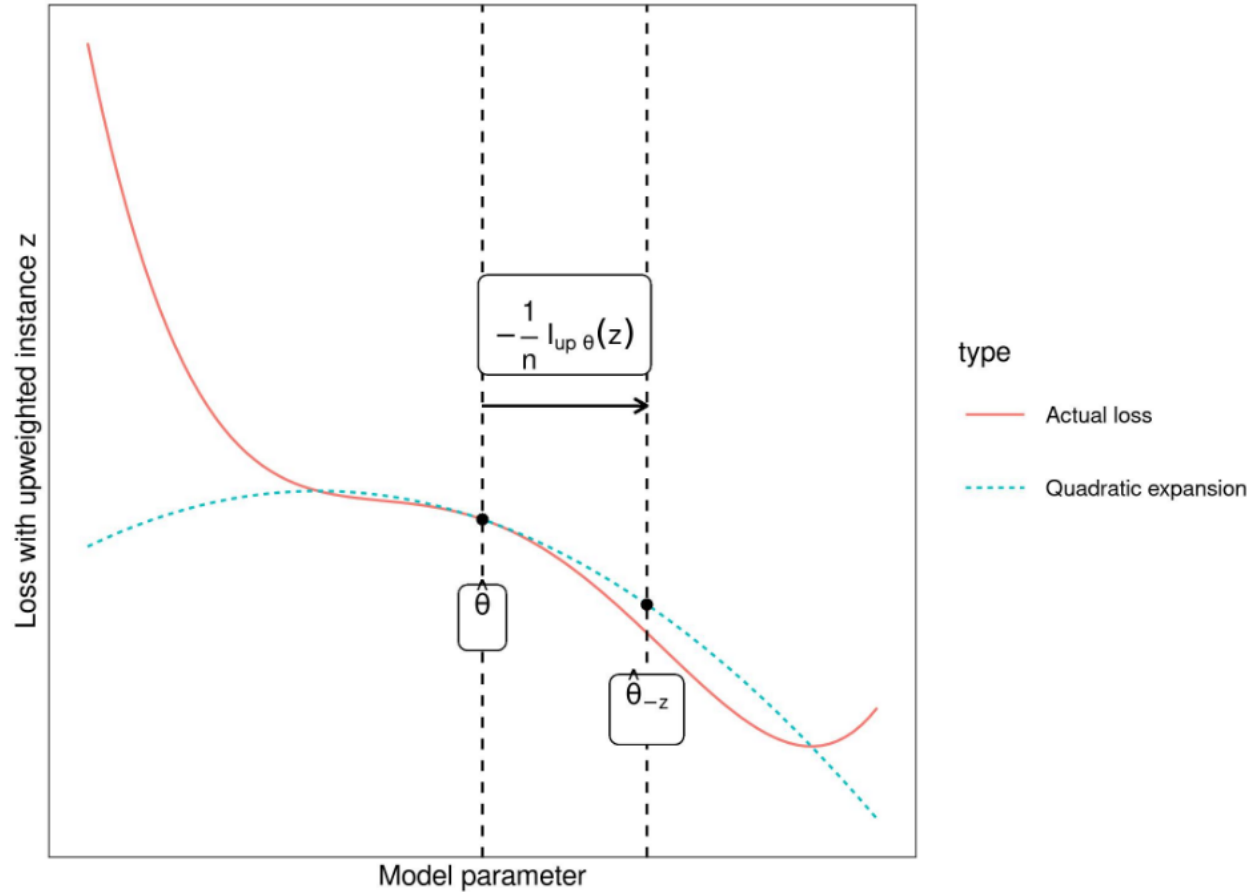 Loss with upweighted instance z
−1/n I_up θ(z)
θ̂
θ̂_−z
Model parameter
type
Actual loss
Quadratic expansion